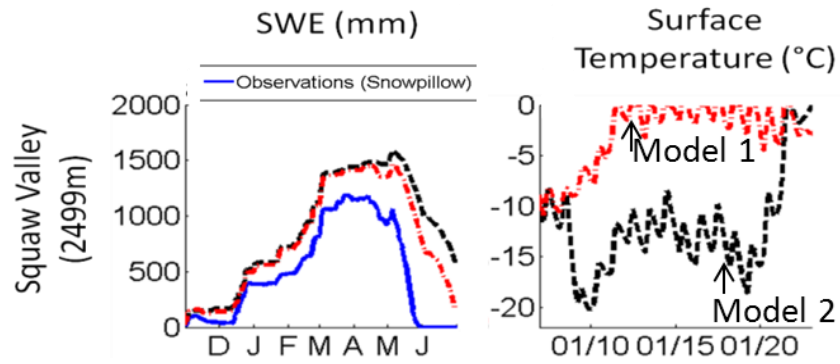 SWE (mm)
Surface
Temperature (°C)
Observations (Snowpillow)
Squaw Valley
(2499m)
2000
1500
1000
500
0
D J F M A M J
0
-5
-10
-15
-20
Model 1
Model 2
01/10 01/15 01/20